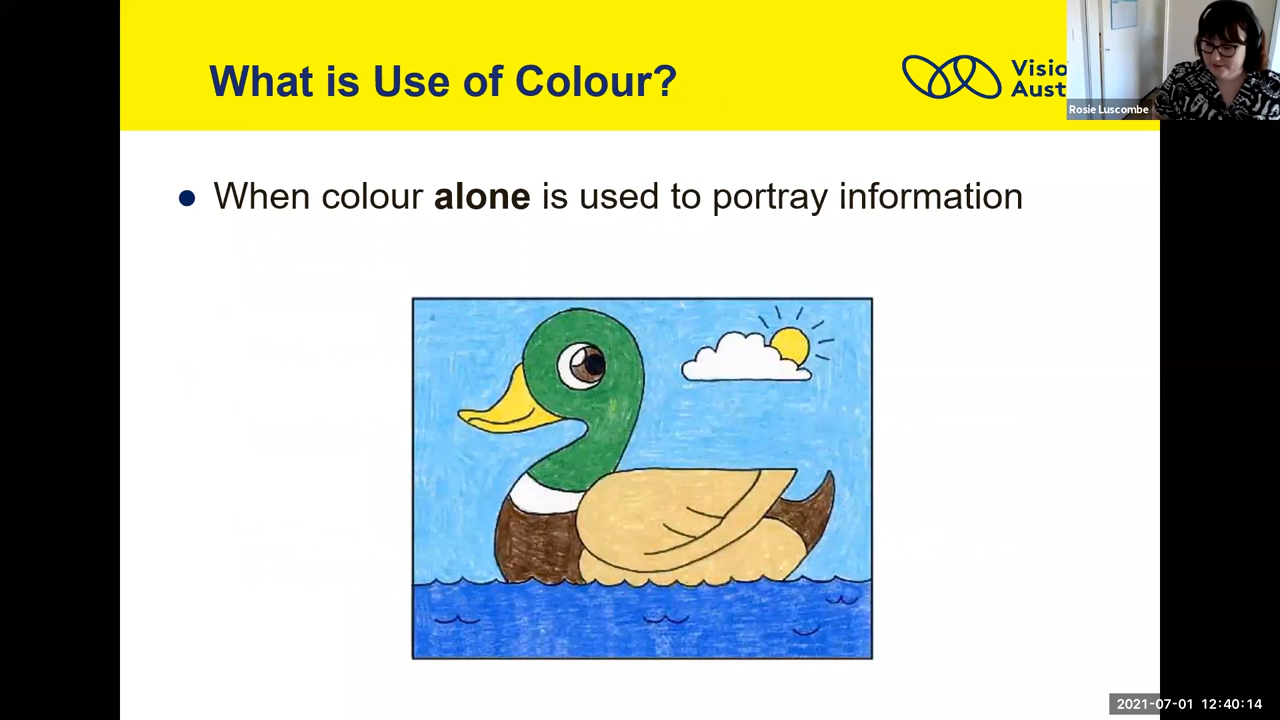 What is Use of Colour?
Visio
Aust
Rosie Luscombe
When colour alone is used to portray information
2021-07-01 12:40:14